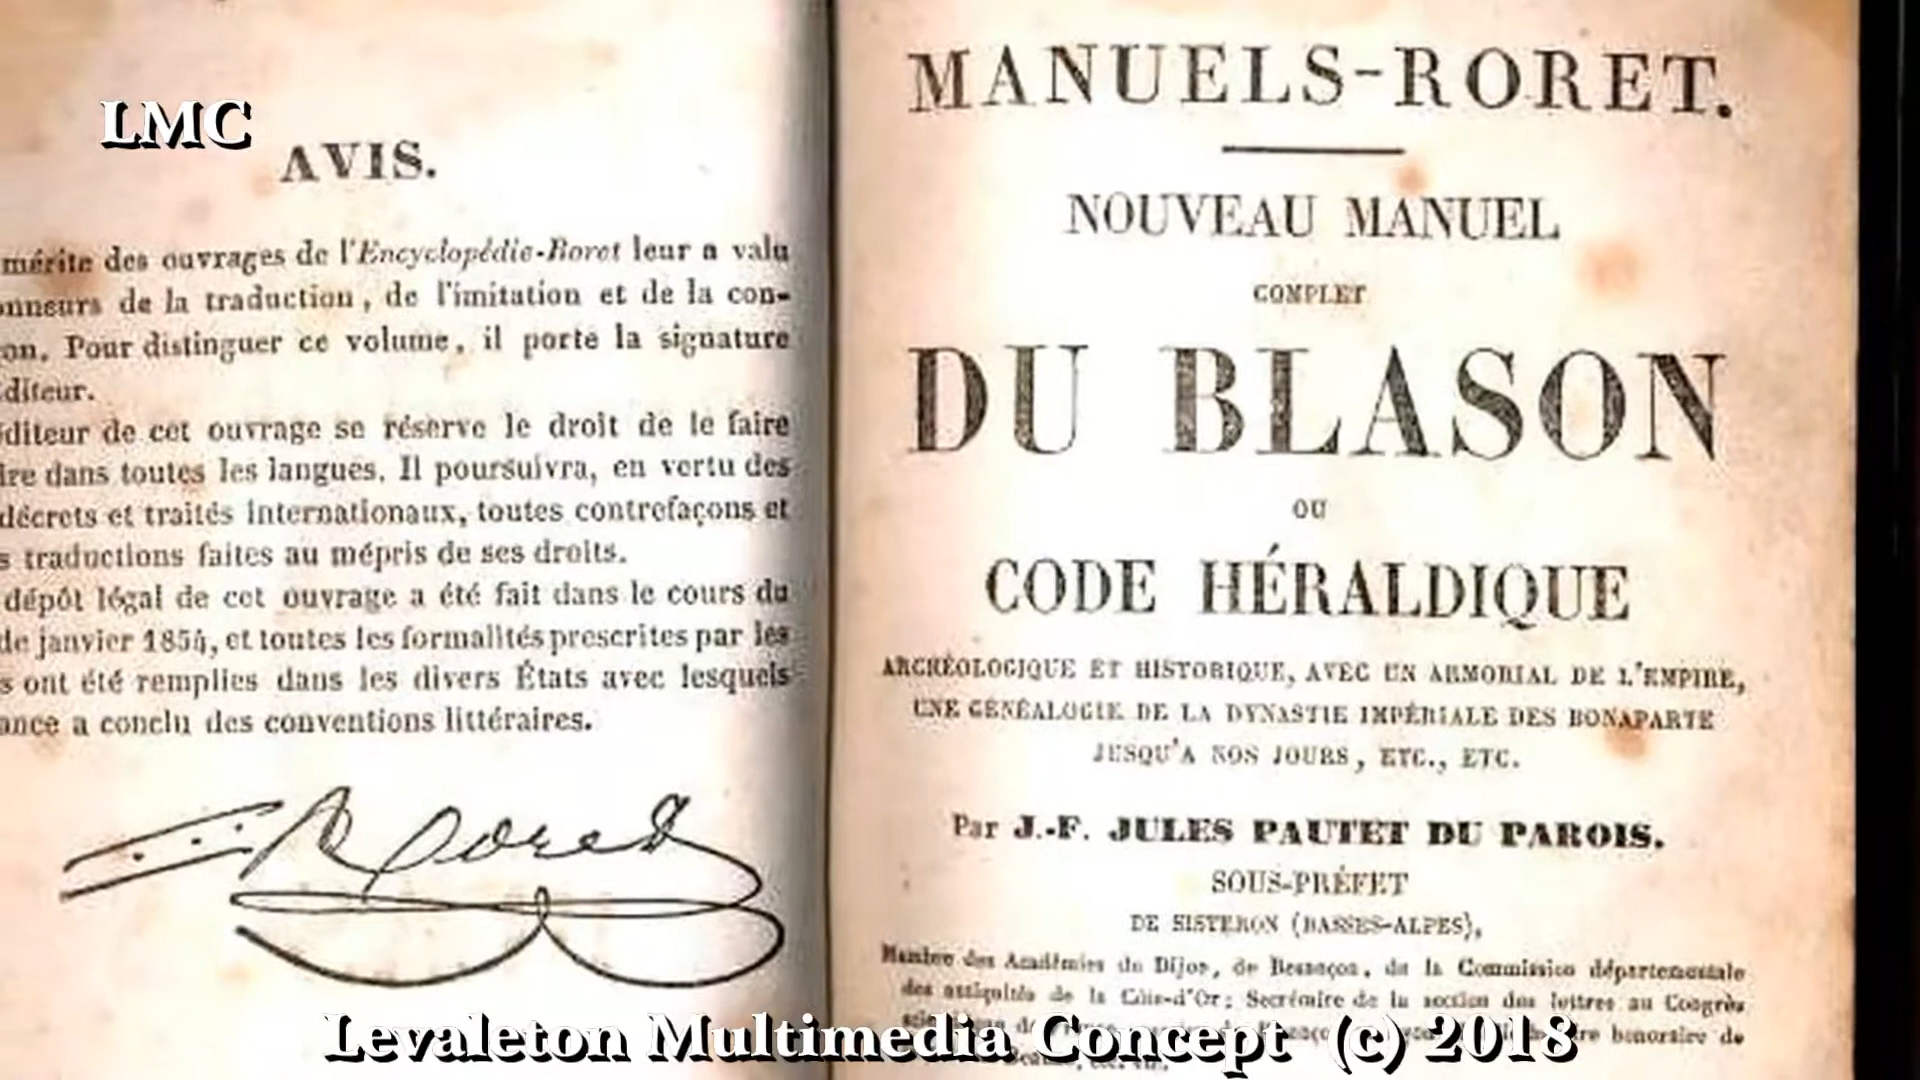 LMC
AVIS.
mérite des ouvrages de l'Encyclopédie-Roret leur a valu
onneurs de la traduction, de l'imitation et de la con-
on. Pour distinguer ce volume, il porte la signature
diteur.
éditeur de cet ouvrage se réserve le droit de le faire
ire dans toutes les langues. Il poursuivra, en vertu des
décrets et traités internationaux, toutes contrefaçons et
s traductions faites au mépris de ses droits.
dépôt légal de cet ouvrage a été fait dans le cours du
de janvier 1854, et toutes les formalités prescrites par les
s ont été remplies dans les divers États avec lesquels
ance a conclu des conventions littéraires.
Roret
MANUELS-RORET.
NOUVEAU MANUEL
COMPLET
DU BLASON
OU
CODE HÉRALDIQUE
ARCHÉOLOGIQUE ET HISTORIQUE, AVEC UN ARMORIAL DE L'EMPIRE,
UNE GÉNÉALOGIE DE LA DYNASTIE IMPÉRIALE DES BONAPARTE
JUSQU'A NOS JOURS, ETC., ETC.
Par J.-F. JULES PAUTET DU PAROIS.
SOUS-PRÉFET
DE SISTERON (BASSES-ALPES),
Membre des Académies de Dijon, de Besançon, de la Commission départementale
des antiquités de la Côte-d'Or; Secrétaire de la section des lettres au Congrès
honoraire de
Levaleton Multimedia Concept (c) 2018